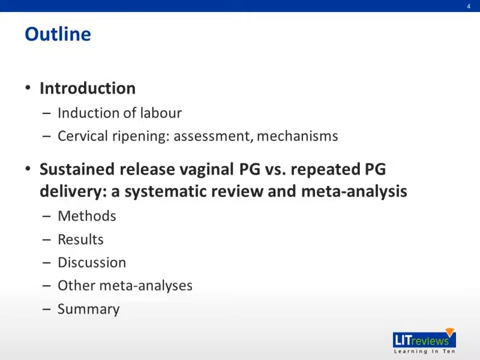 4
Outline
• Introduction
– Induction of labour
– Cervical ripening: assessment, mechanisms
• Sustained release vaginal PG vs. repeated PG
delivery: a systematic review and meta-analysis
– Methods
– Results
– Discussion
– Other meta-analyses
– Summary
LITreviews
Learning in Ten